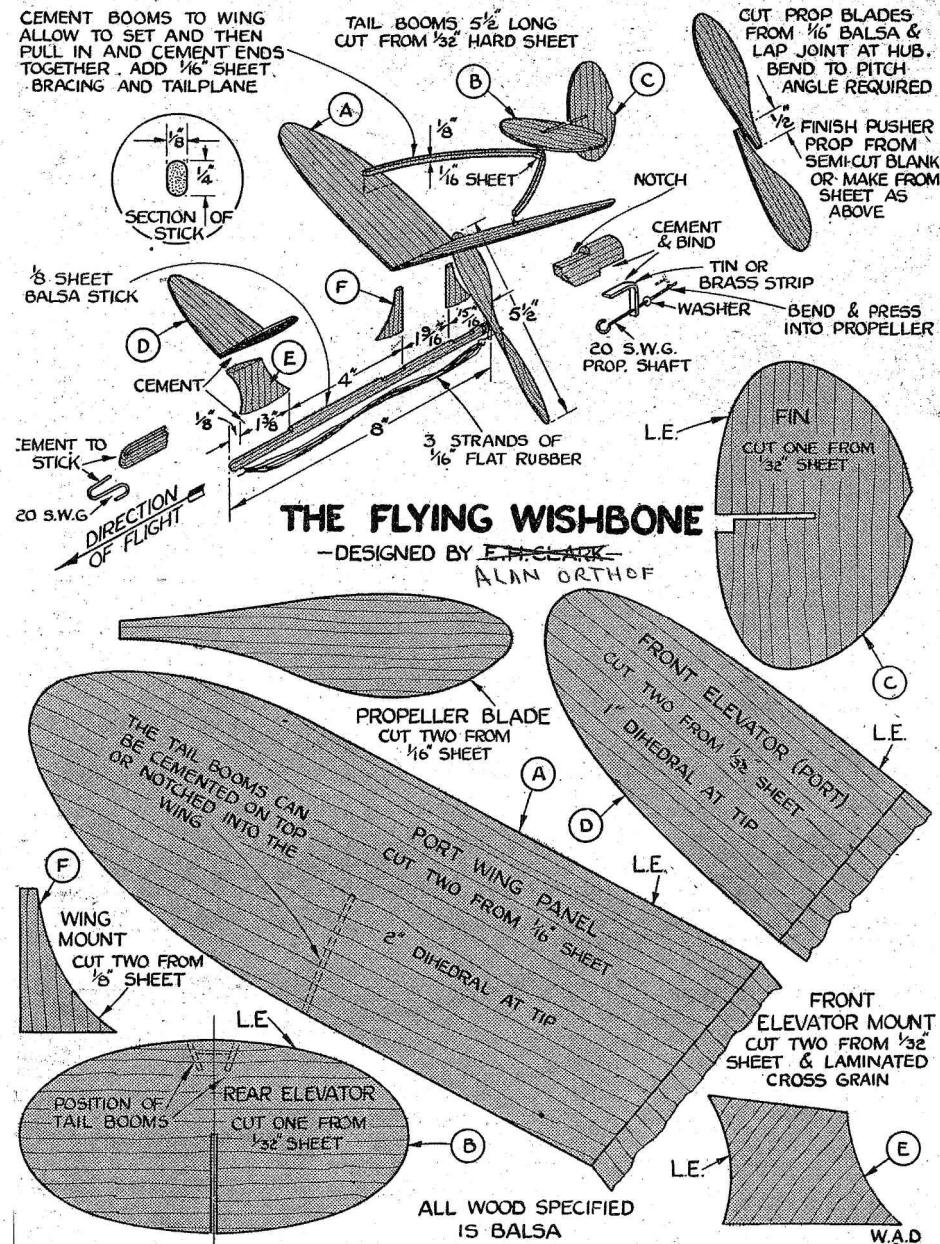 CEMENT BOOMS TO WING
ALLOW TO SET AND THEN
PULL IN AND CEMENT ENDS
TOGETHER. ADD 1/16" SHEET
BRACING AND TAILPLANE
TAIL BOOMS 5½" LONG
CUT FROM 1/32" HARD SHEET
CUT PROP BLADES
FROM 1/16" BALSA &
LAP JOINT AT HUB.
BEND TO PITCH
ANGLE REQUIRED
A
B
C
1/8"
1/16 SHEET
1/2"
FINISH PUSHER
PROP FROM
SEMI-CUT BLANK
OR MAKE FROM
SHEET AS
ABOVE
1/8"
1/4"
SECTION OF
STICK
NOTCH
CEMENT
& BIND
TIN OR
BRASS STRIP
WASHER
BEND & PRESS
INTO PROPELLER
20 S.W.G.
PROP. SHAFT
1/8 SHEET
BALSA STICK
D
E
F
CEMENT
1/8"
1 3/8"
4"
1 9/16"
15/16"
5½"
8"
3 STRANDS OF
1/16" FLAT RUBBER
CEMENT TO
STICK
20 S.W.G
DIRECTION
OF FLIGHT
THE FLYING WISHBONE
-DESIGNED BY E.H.CLARK-
ALAN ORTHOF
L.E.
FIN
CUT ONE FROM
1/32" SHEET
C
PROPELLER BLADE
CUT TWO FROM
1/16" SHEET
FRONT ELEVATOR (PORT)
CUT TWO FROM 1/32" SHEET
1" DIHEDRAL AT TIP
L.E.
D
THE TAIL BOOMS CAN
BE CEMENTED ON TOP
OR NOTCHED INTO THE
WING
A
PORT WING PANEL
CUT TWO FROM 1/16" SHEET
2" DIHEDRAL AT TIP
L.E.
F
WING
MOUNT
CUT TWO FROM
1/8" SHEET
L.E.
POSITION OF
TAIL BOOMS
REAR ELEVATOR
CUT ONE FROM
1/32" SHEET
B
FRONT
ELEVATOR MOUNT
CUT TWO FROM 1/32"
SHEET & LAMINATED
CROSS GRAIN
L.E.
E
ALL WOOD SPECIFIED
IS BALSA
W.A.D